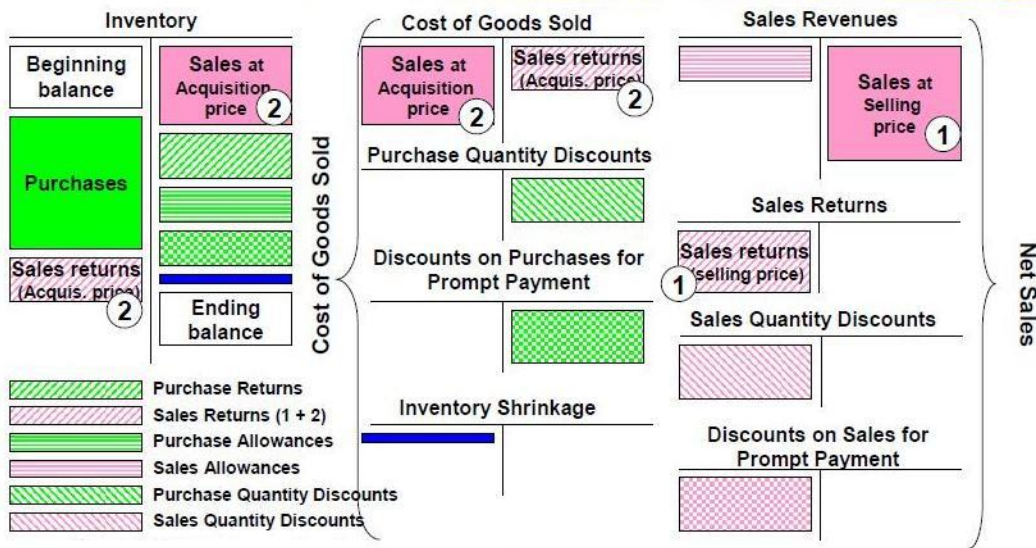 Inventory
Beginning
balance
Purchases
Sales returns
(Acquis. price)
2
Sales at
Acquisition
price
2
Ending
balance
Cost of Goods Sold
Cost of Goods Sold
Sales at
Acquisition
price
2
Sales returns
(Acquis. price)
2
Purchase Quantity Discounts
Discounts on Purchases for
Prompt Payment
Inventory Shrinkage
Sales Revenues
Sales at
Selling
price
1
Sales Returns
Sales returns
(selling price)
1
Sales Quantity Discounts
Discounts on Sales for
Prompt Payment
Net Sales
Purchase Returns
Sales Returns (1 + 2)
Purchase Allowances
Sales Allowances
Purchase Quantity Discounts
Sales Quantity Discounts